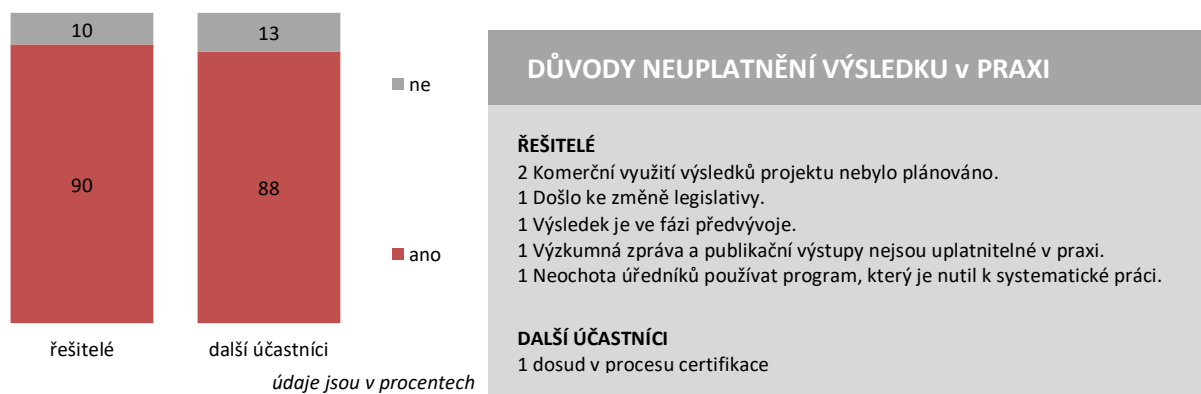 10
13
ne
90
88
ano
řešitelé
další účastníci
údaje jsou v procentech
DŮVODY NEUPLATNĚNÍ VÝSLEDKU v PRAXI
ŘEŠITELÉ
2 Komerční využití výsledků projektu nebylo plánováno.
1 Došlo ke změně legislativy.
1 Výsledek je ve fázi předvývoje.
1 Výzkumná zpráva a publikační výstupy nejsou uplatnitelné v praxi.
1 Neochota úředníků používat program, který je nutil k systematické práci.
DALŠÍ ÚČASTNÍCI
1 dosud v procesu certifikace